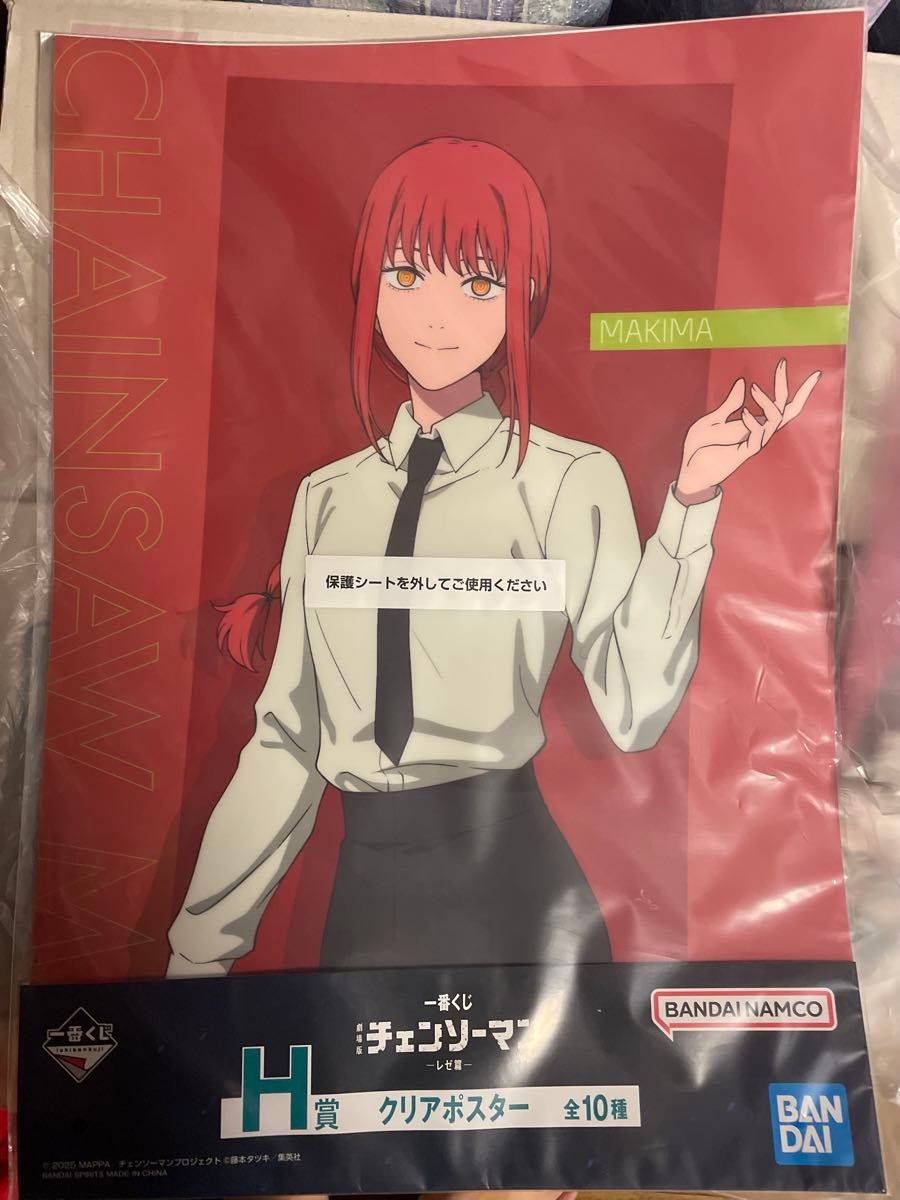 CHAINSAW M
MAKIMA
保護シートを外してご使用ください
一番くじ
ichibankuji
一番くじ
劇場版 チェンソーマン
―レゼ篇―
H賞 クリアポスター 全10種
BANDAI NAMCO
BAN
DAI
© 2025 MAPPA/チェンソーマンプロジェクト ©藤本タツキ/集英社
BANDAI SPIRITS MADE IN CHINA